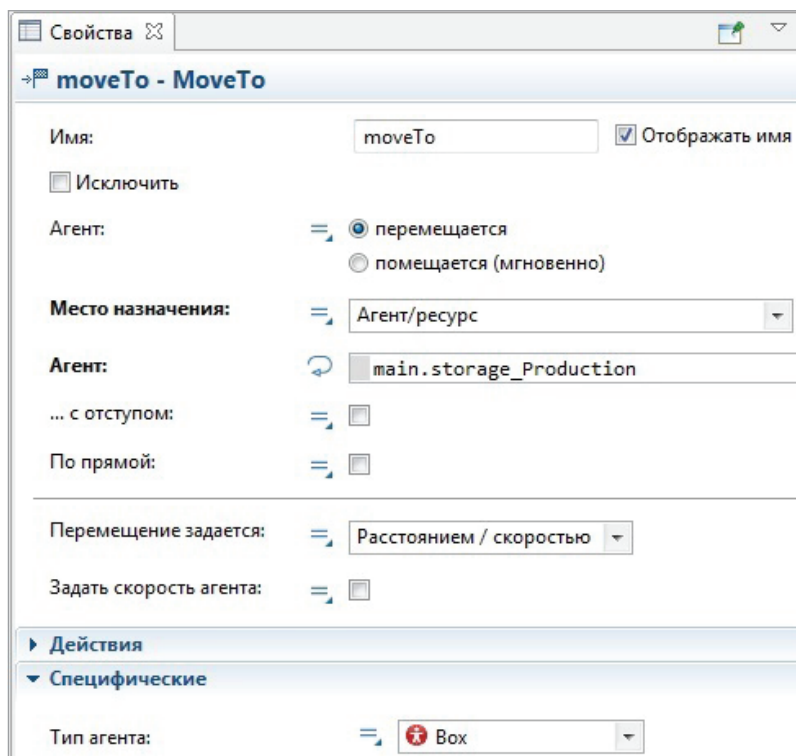 Свойства
moveTo - MoveTo
Имя: moveTo Отображать имя
Исключить
Агент: перемещается
помещается (мгновенно)
Место назначения: Агент/ресурс
Агент: main.storage_Production
... с отступом:
По прямой:
Перемещение задается: Расстоянием / скоростью
Задать скорость агента:
Действия
Специфические
Тип агента: Box